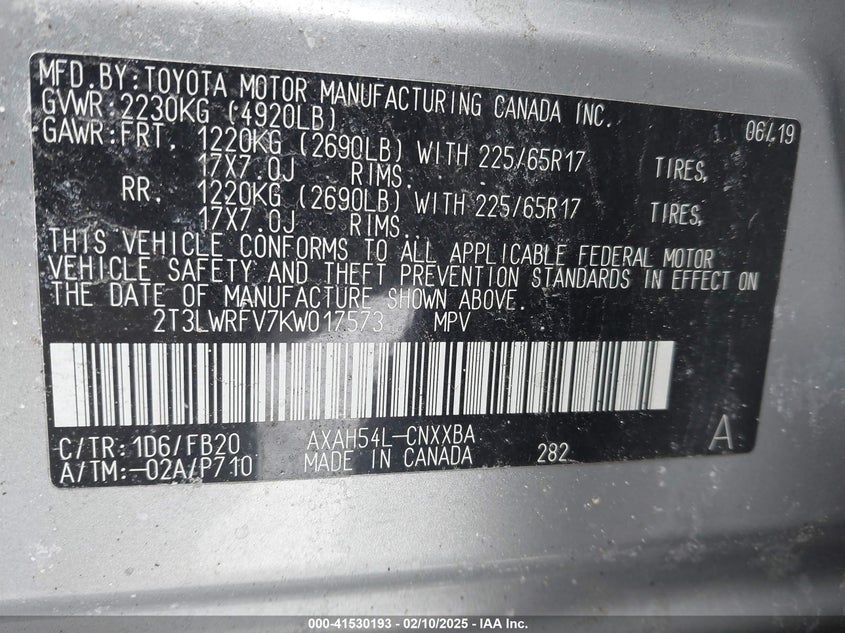 MFD.BY:TOYOTA MOTOR MANUFACTURING CANADA INC. 06/19
GVWR:2230KG (4920LB)
GAWR:FRT. 1220KG (2690LB) WITH 225/65R17 TIRES,
17X7.0J RIMS.
RR. 1220KG (2690LB) WITH 225/65R17 TIRES,
17X7.0J RIMS.
THIS VEHICLE CONFORMS TO ALL APPLICABLE FEDERAL MOTOR
VEHICLE SAFETY AND THEFT PREVENTION STANDARDS IN EFFECT ON
THE DATE OF MANUFACTURE SHOWN ABOVE.
2T3LWRFV7KW017573 MPV
C/TR:1D6/FB20 AXAH54L-CNXXBA A
A/TM:-02A/P710 MADE IN CANADA 282
000-41530193 — 02/10/2025 — IAA Inc.